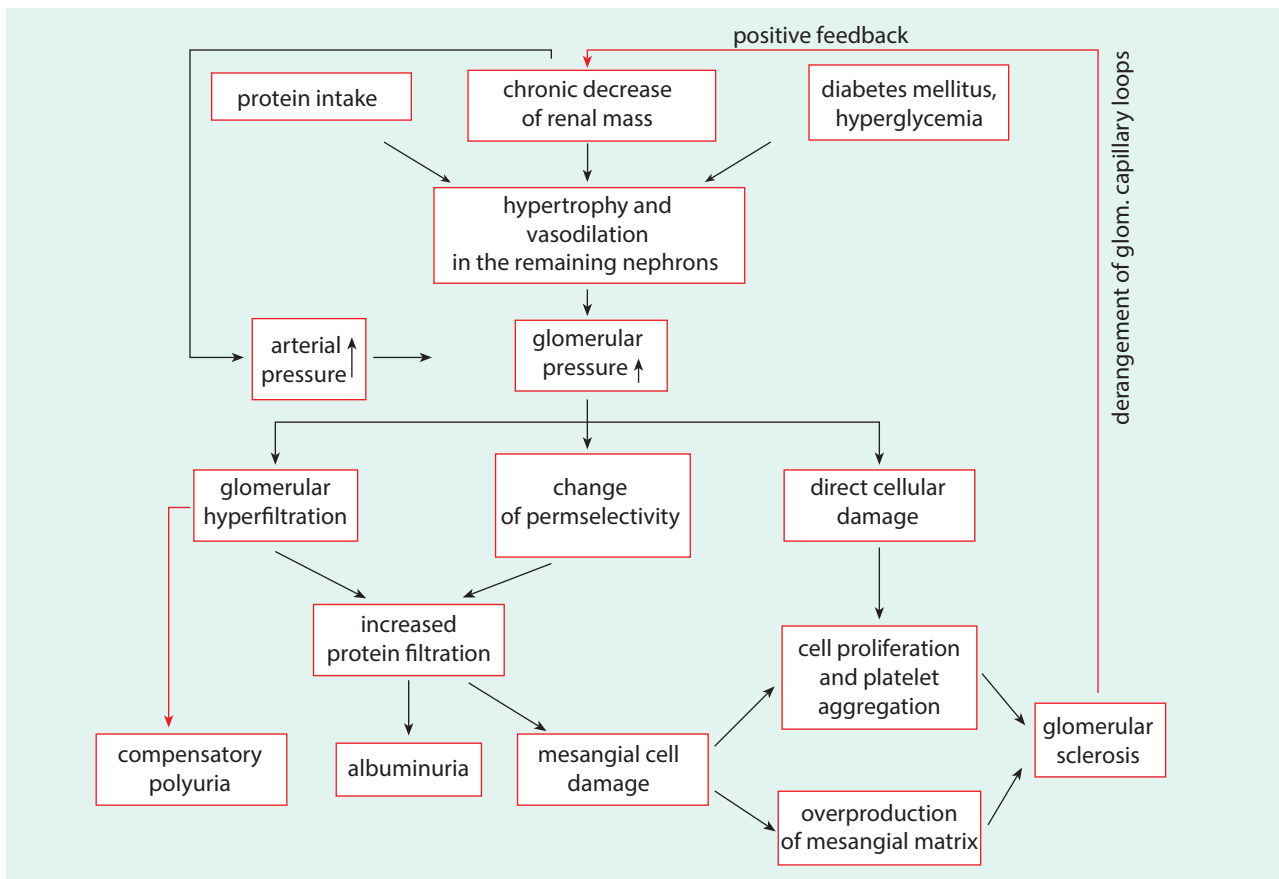 positive feedback
protein intake
chronic decrease
of renal mass
diabetes mellitus,
hyperglycemia
derangement of glom. capillary loops
hypertrophy and
vasodilation
in the remaining nephrons
arterial
pressure
glomerular
pressure
glomerular
hyperfiltration
change
of permselectivity
direct cellular
damage
increased
protein filtration
cell proliferation
and platelet
aggregation
compensatory
polyuria
albuminuria
mesangial cell
damage
glomerular
sclerosis
overproduction
of mesangial matrix